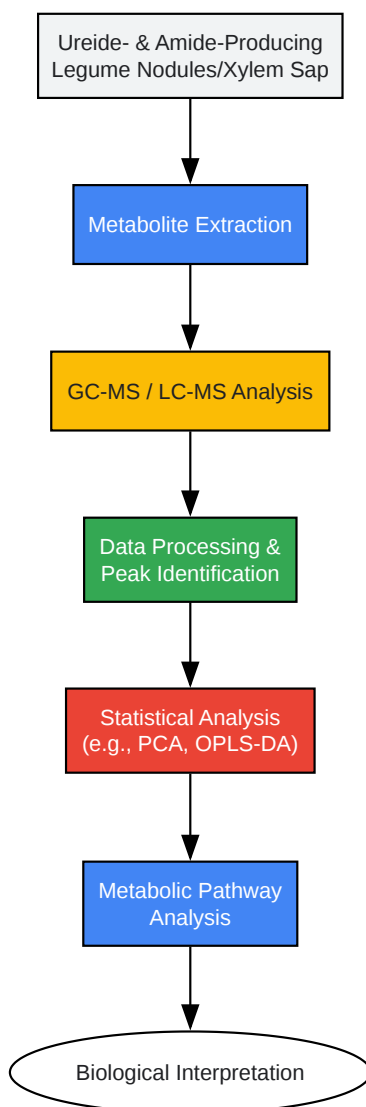 Ureide- & Amide-Producing
Legume Nodules/Xylem Sap
Metabolite Extraction
GC-MS / LC-MS Analysis
Data Processing &
Peak Identification
Statistical Analysis
(e.g., PCA, OPLS-DA)
Metabolic Pathway
Analysis
Biological Interpretation